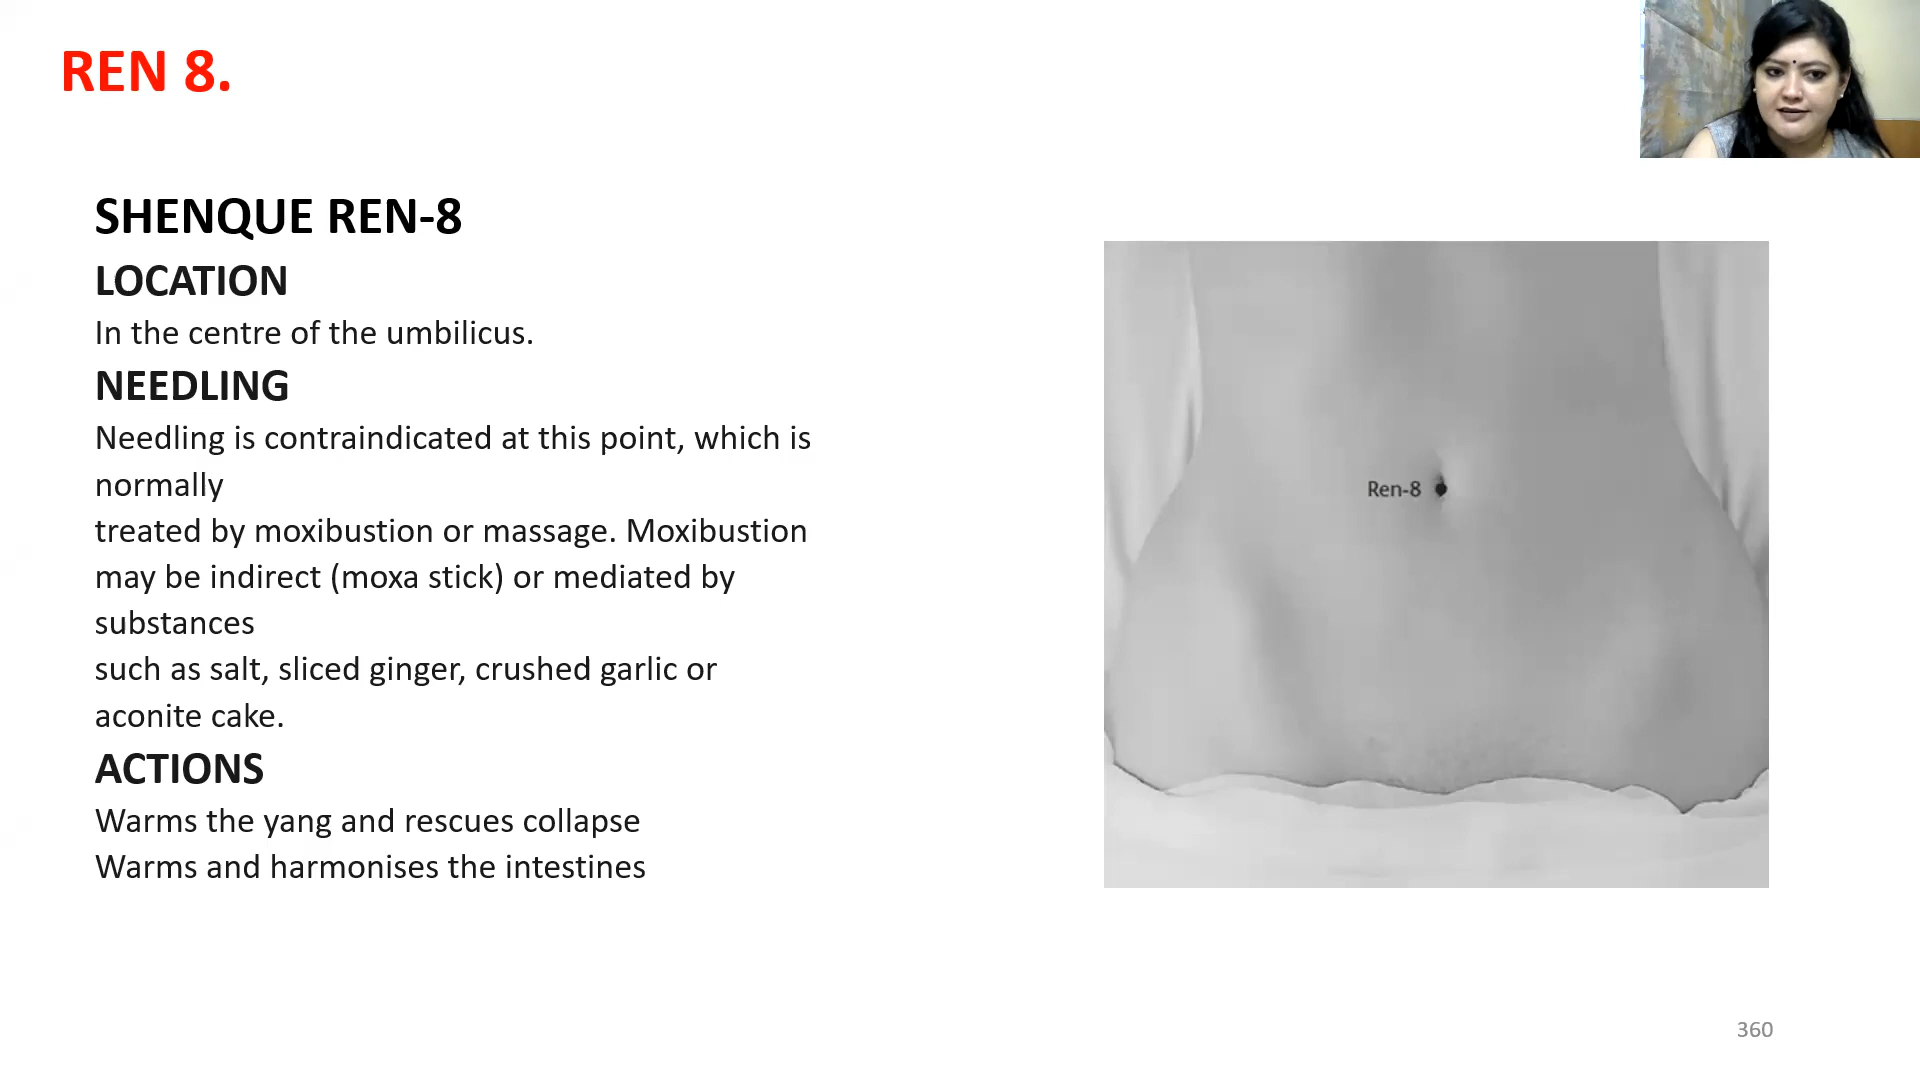 REN 8.
SHENQUE REN-8
LOCATION
In the centre of the umbilicus.
NEEDLING
Needling is contraindicated at this point, which is
normally
treated by moxibustion or massage. Moxibustion
may be indirect (moxa stick) or mediated by
substances
such as salt, sliced ginger, crushed garlic or
aconite cake.
ACTIONS
Warms the yang and rescues collapse
Warms and harmonises the intestines
Ren-8
360